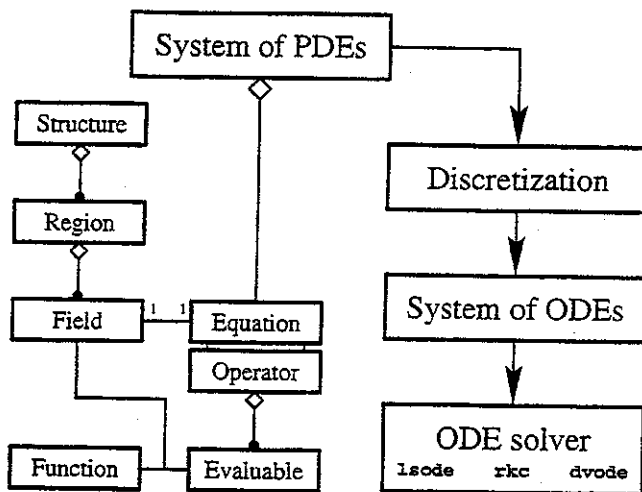 System of PDEs
Structure
Discretization
Region
Field
1 1
Equation
System of ODEs
Operator
ODE solver
lsode rkc dvode
Function
Evaluable